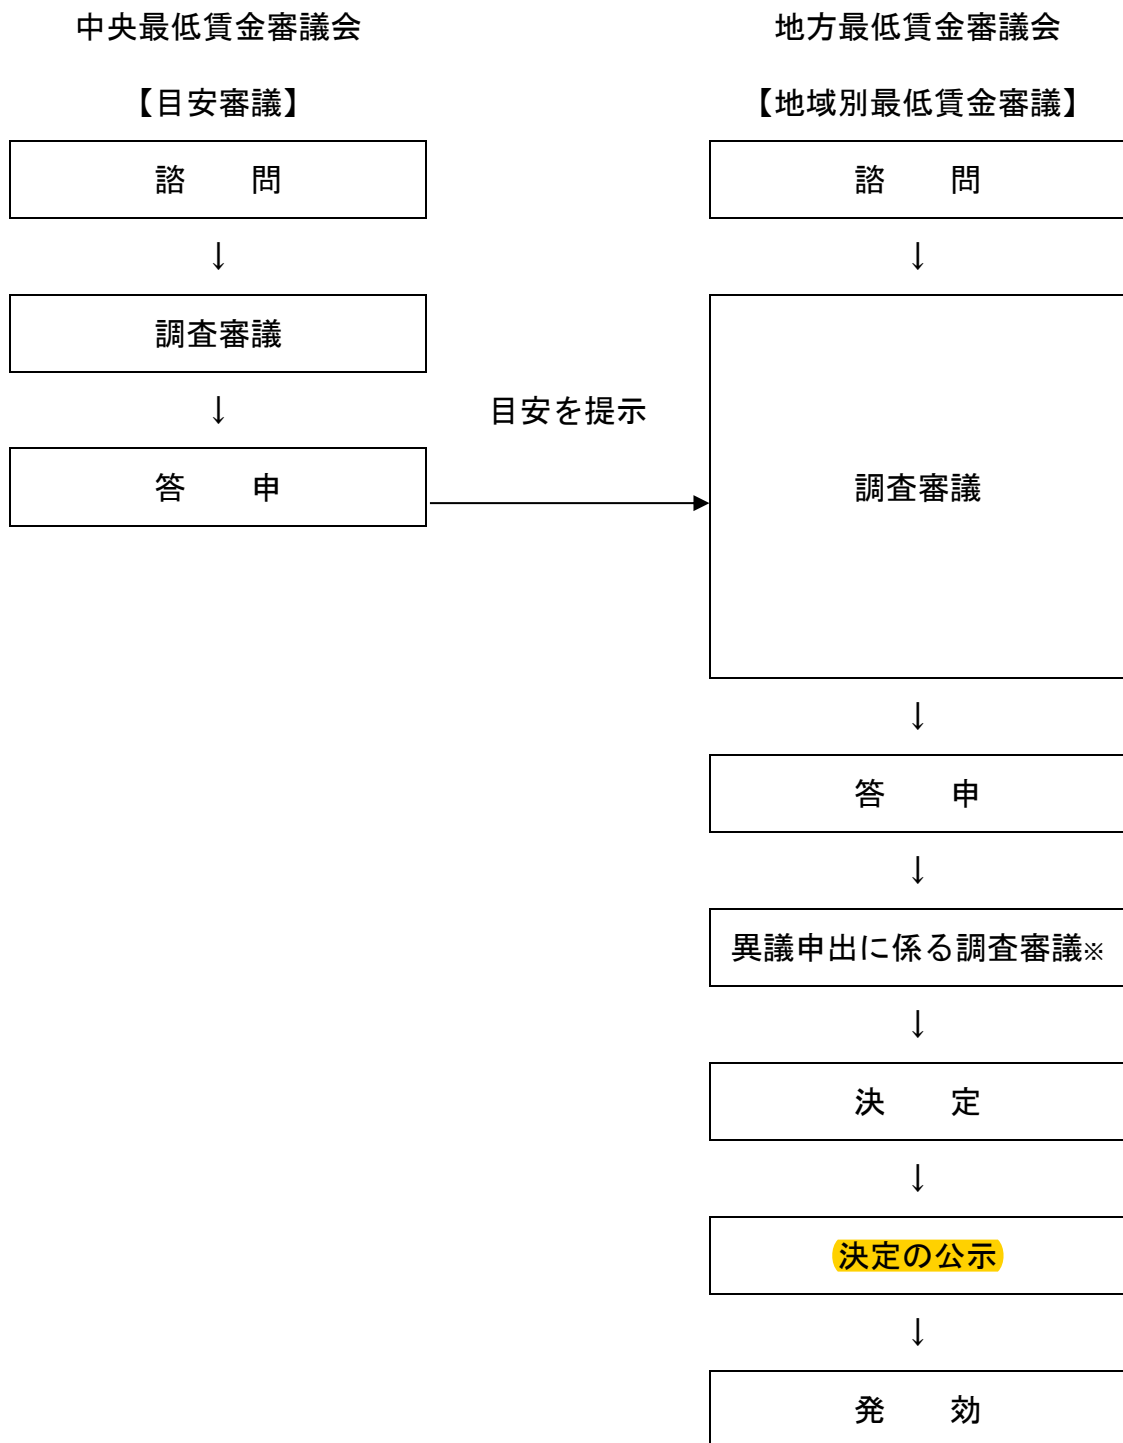 中央最低賃金審議会
【目安審議】
諮　　問
↓
調査審議
↓
答　　申
目安を提示
地方最低賃金審議会
【地域別最低賃金審議】
諮　　問
↓
調査審議
↓
答　　申
↓
異議申出に係る調査審議※
↓
決　　定
↓
決定の公示
↓
発　　効